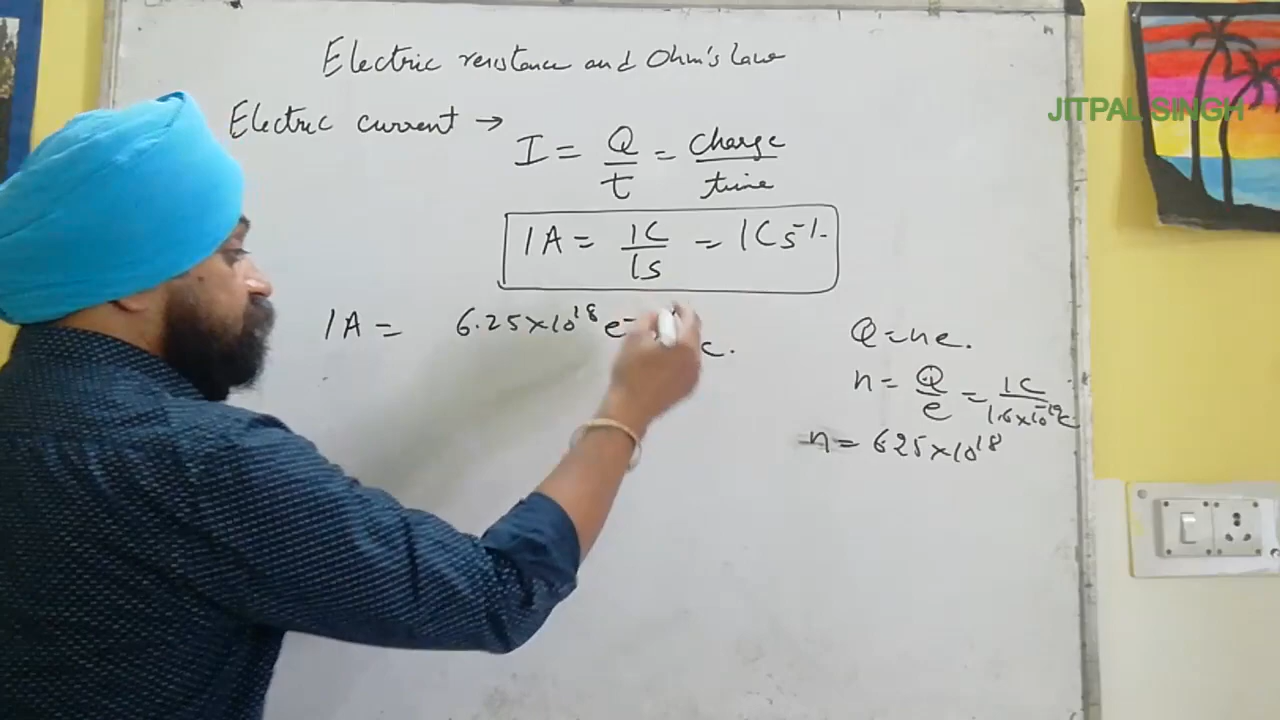 Electric resistance and Ohm's law
JITPAL SINGH
Electric current →
I = Q/t = charge/time
1A = 1C/1s = 1Cs⁻¹
1A = 6.25×10¹⁸ e⁻ c.
Q=ne.
n = Q/e = 1C/1.6×10⁻¹⁹c
n = 6.25×10¹⁸